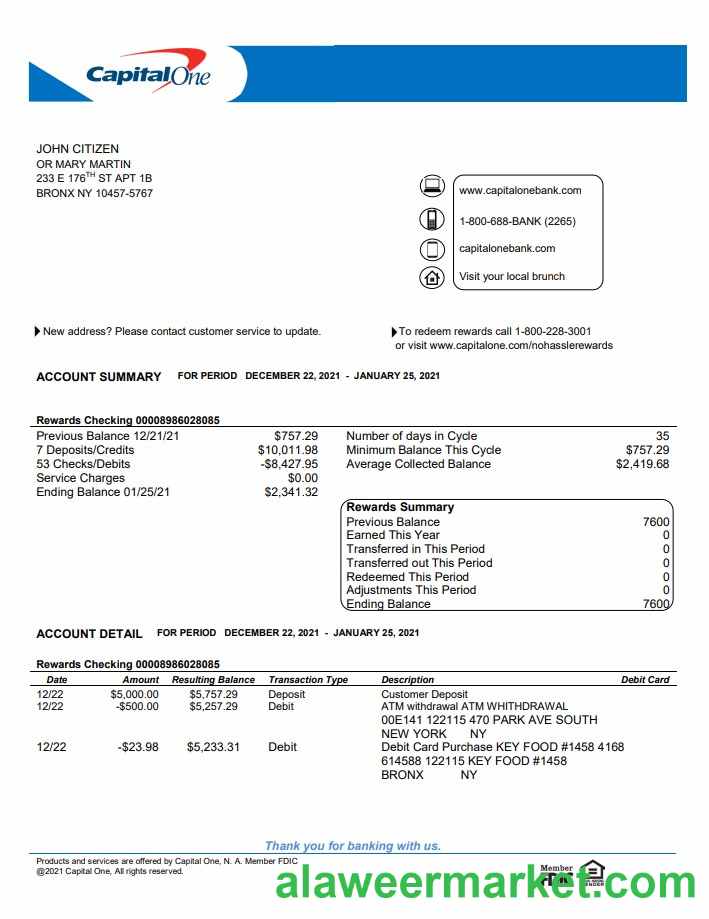 CapitalOne
JOHN CITIZEN
OR MARY MARTIN
233 E 176TH ST APT 1B
BRONX NY 10457-5767
www.capitalonebank.com
1-800-688-BANK (2265)
capitalonebank.com
Visit your local brunch
New address? Please contact customer service to update.
To redeem rewards call 1-800-228-3001
or visit www.capitalone.com/nohasslerewards
ACCOUNT SUMMARY FOR PERIOD DECEMBER 22, 2021 - JANUARY 25, 2021
Rewards Checking 00008986028085
Previous Balance 12/21/21 $757.29 Number of days in Cycle 35
7 Deposits/Credits $10,011.98 Minimum Balance This Cycle $757.29
53 Checks/Debits -$8,427.95 Average Collected Balance $2,419.68
Service Charges $0.00
Ending Balance 01/25/21 $2,341.32
Rewards Summary
Previous Balance 7600
Earned This Year 0
Transferred in This Period 0
Transferred out This Period 0
Redeemed This Period 0
Adjustments This Period 0
Ending Balance 7600
ACCOUNT DETAIL FOR PERIOD DECEMBER 22, 2021 - JANUARY 25, 2021
Rewards Checking 00008986028085
Date Amount Resulting Balance Transaction Type Description Debit Card
12/22 $5,000.00 $5,757.29 Deposit Customer Deposit
12/22 -$500.00 $5,257.29 Debit ATM withdrawal ATM WHITHDRAWAL
00E141 122115 470 PARK AVE SOUTH
NEW YORK NY
12/22 -$23.98 $5,233.31 Debit Debit Card Purchase KEY FOOD #1458 4168
614588 122115 KEY FOOD #1458
BRONX NY
Thank you for banking with us.
Products and services are offered by Capital One, N. A. Member FDIC
@2021 Capital One, All rights reserved.
Member
alaweermarket.com